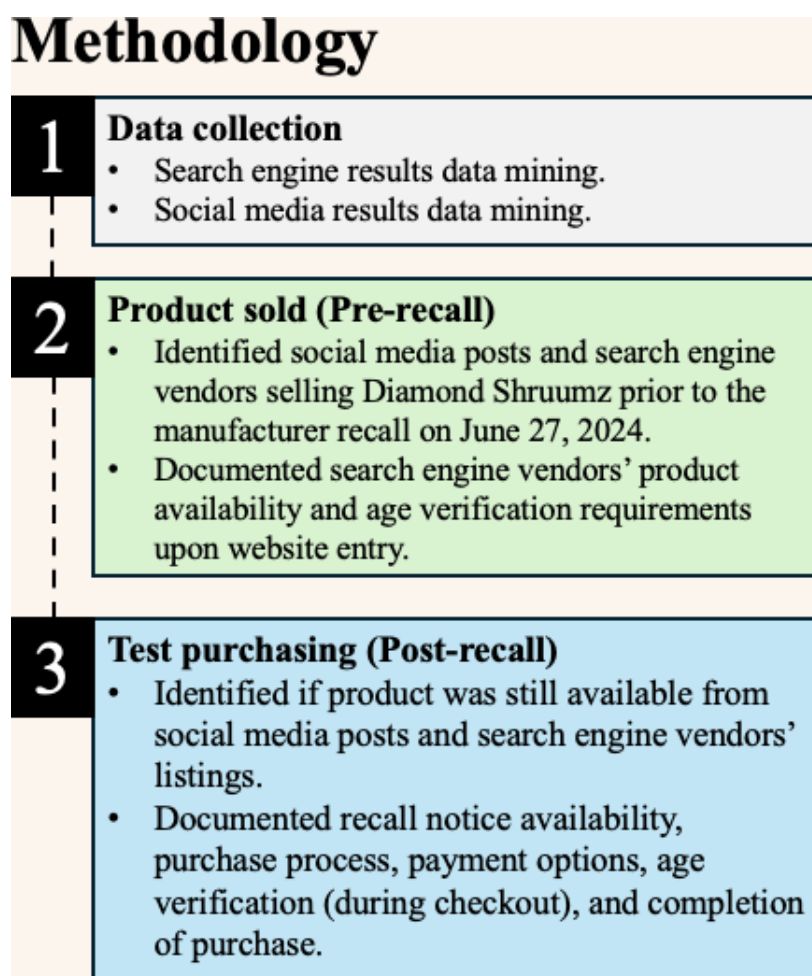 Methodology
1
Data collection
• Search engine results data mining.
• Social media results data mining.
2
Product sold (Pre-recall)
• Identified social media posts and search engine
vendors selling Diamond Shruumz prior to the
manufacturer recall on June 27, 2024.
• Documented search engine vendors’ product
availability and age verification requirements
upon website entry.
3
Test purchasing (Post-recall)
• Identified if product was still available from
social media posts and search engine vendors’
listings.
• Documented recall notice availability,
purchase process, payment options, age
verification (during checkout), and completion
of purchase.